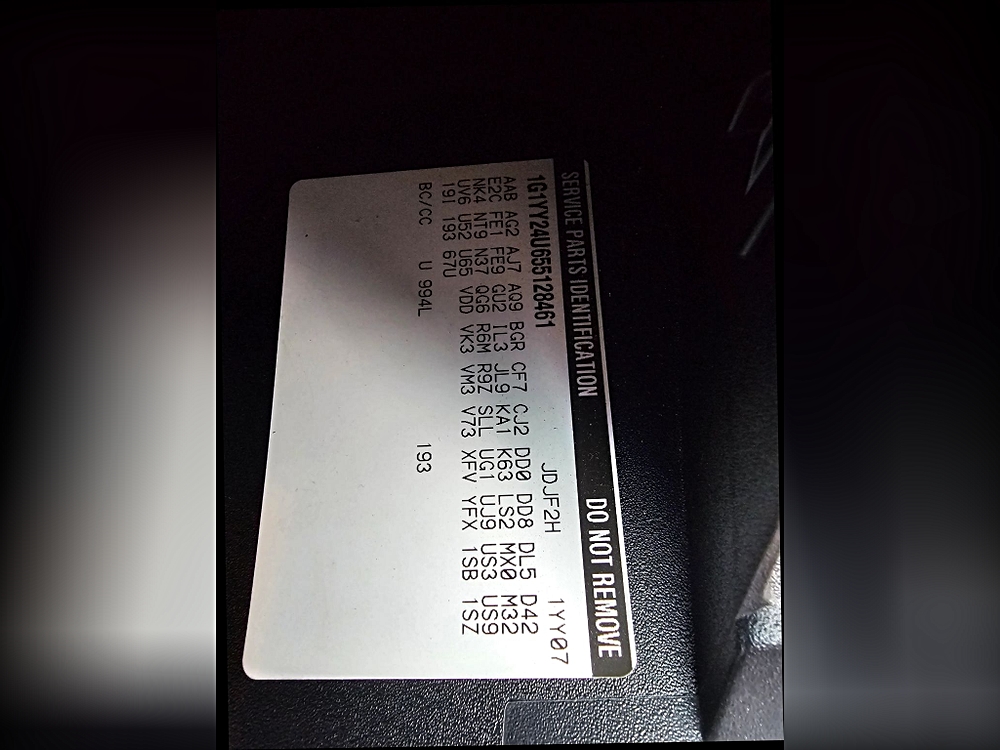 SERVICE PARTS IDENTIFICATION DO NOT REMOVE
1G1YY24U655128461 JDJF2H 1YY07
AAB AG2 AJ7 AQ9 BGR CF7 CJ2 DD0 DD8 DL5 D42
E2C FE1 FE9 GU2 IL3 JL9 KA1 K63 LS2 MX0 M32
NK4 NT9 N37 QG6 R6M R9Z SLL UG1 UJ9 US3 US9
UV6 U52 U65 VDD VK3 VM3 V73 XFV YFX 1SB 1SZ
19I 193 67U
BC/CC U 994L 193